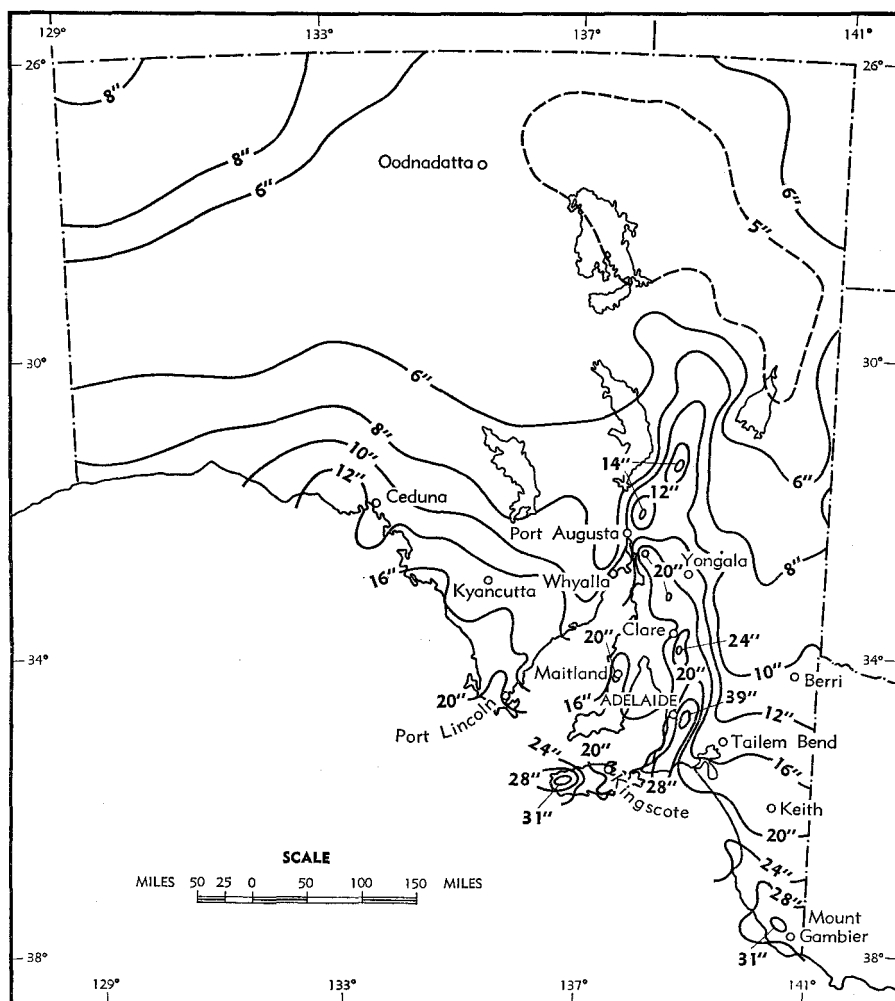 129° 133° 137° 141°
26° 26°
8"
8"
Oodnadatta
6"
6"
5"
30° 30°
6"
8"
10"
14"
12"
12"
6"
Ceduna
Port Augusta
8"
20"
Yongala
16"
Kyancutta
Whyalla
20"
Clare
24"
34° 34°
Maitland
20"
10"
Berri
20"
16"
ADELAIDE
39"
12"
Port Lincoln
Tailem Bend
24"
20"
16"
28"
28"
Kingscote
31"
Keith
20"
SCALE
24"
MILES 50 25 0 50 100 150 MILES
28"
Mount
Gambier
31"
38° 38°
129° 133° 137° 141°